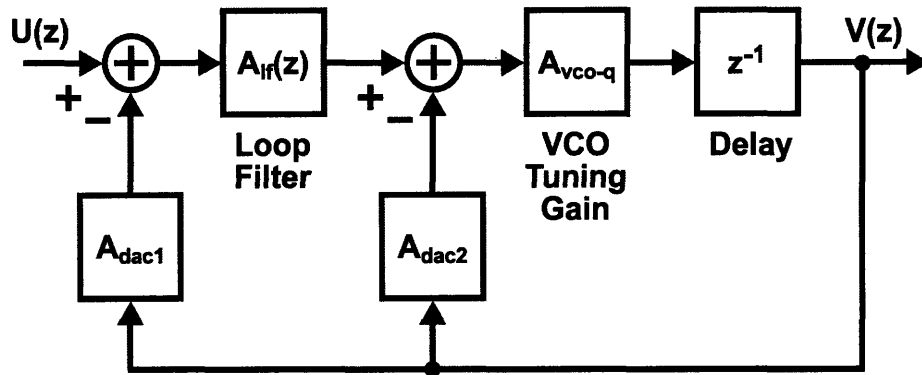 U(z)
V(z)
+
A_lf(z)
+
A_vco-q
z⁻¹
+
−
+
−
Loop
Filter
VCO
Tuning
Gain
Delay
A_dac1
A_dac2